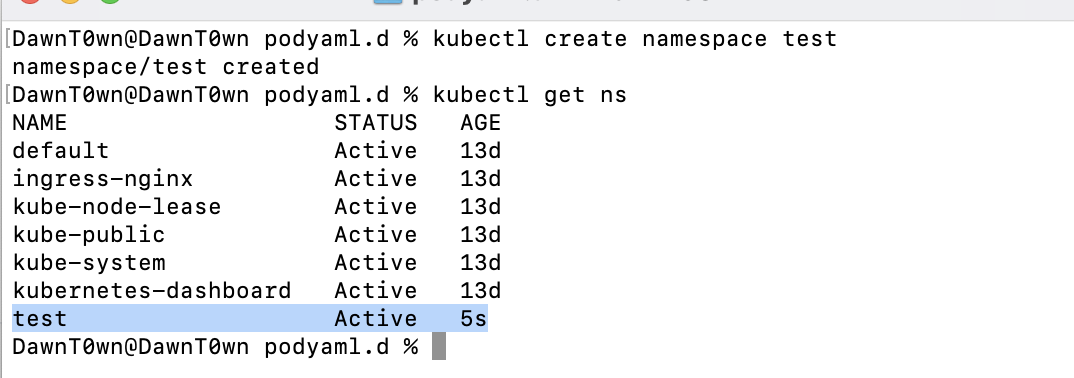 [DawnT0wn@DawnT0wn podyaml.d % kubectl create namespace test
namespace/test created
[DawnT0wn@DawnT0wn podyaml.d % kubectl get ns
NAME                   STATUS   AGE
default                Active   13d
ingress-nginx          Active   13d
kube-node-lease        Active   13d
kube-public            Active   13d
kube-system            Active   13d
kubernetes-dashboard   Active   13d
test                   Active   5s
DawnT0wn@DawnT0wn podyaml.d %